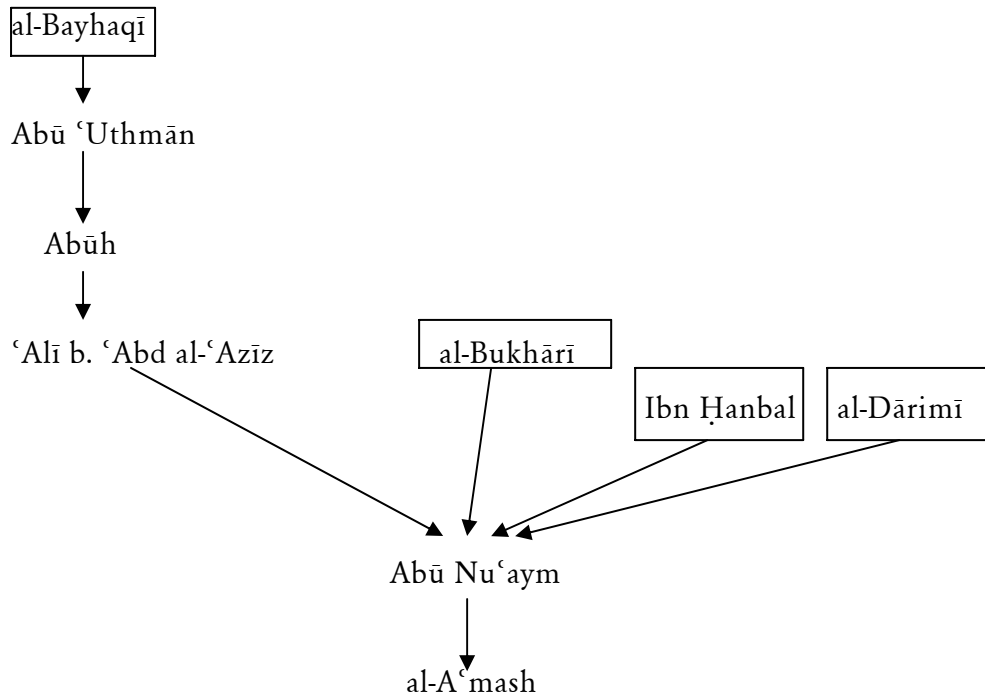 al-Bayhaqī
Abū ʿUthmān
Abūh
ʿAlī b. ʿAbd al-ʿAzīz
al-Bukhārī
Ibn Ḥanbal
al-Dārimī
Abū Nuʿaym
al-Aʿmash